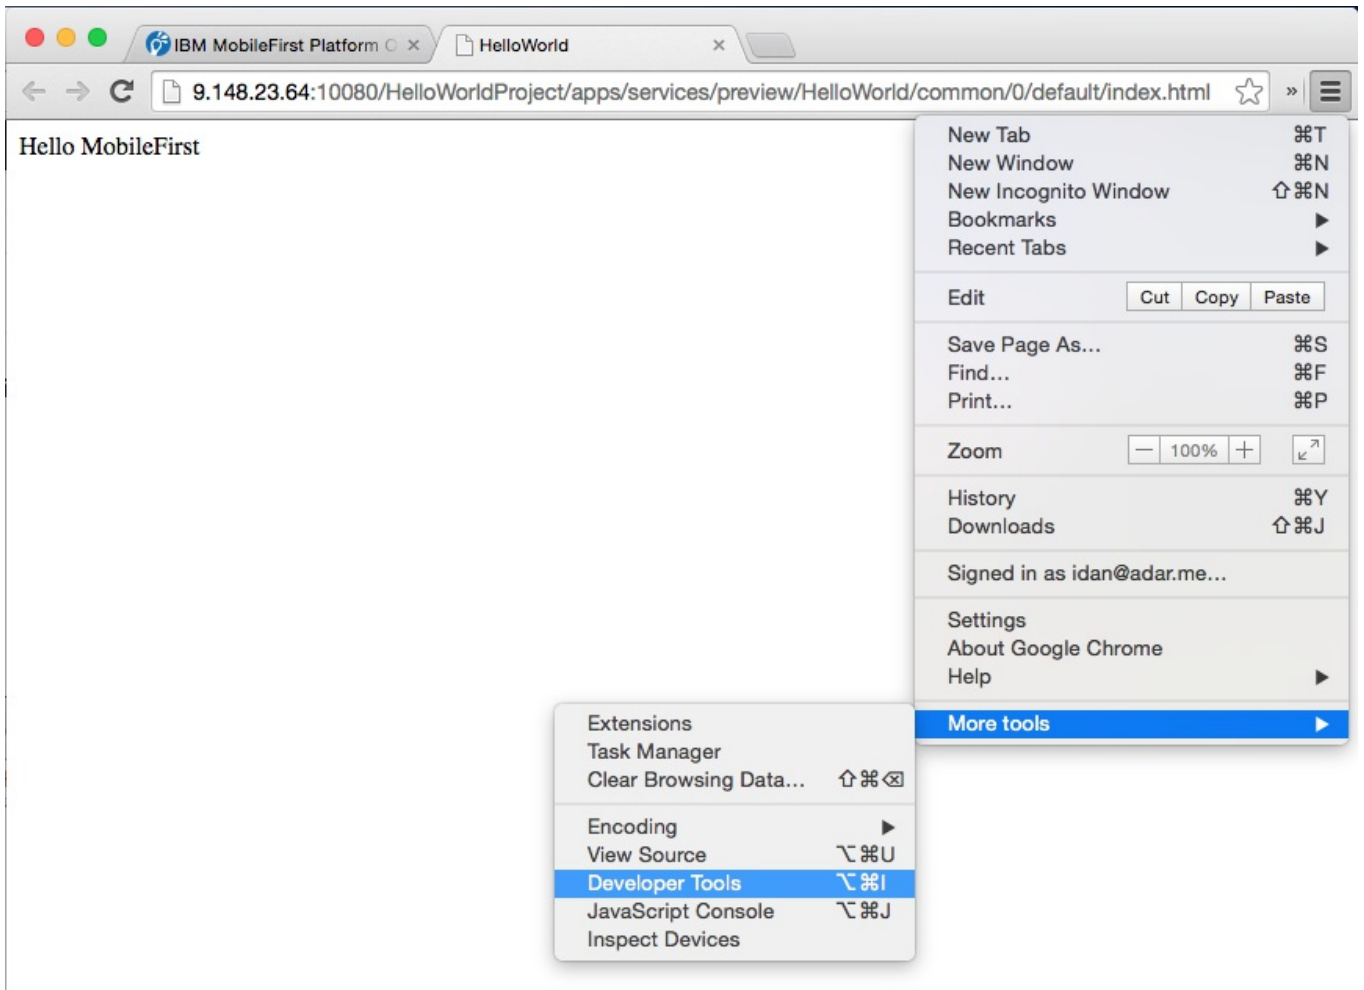 IBM MobileFirst Platform C
HelloWorld
9.148.23.64:10080/HelloWorldProject/apps/services/preview/HelloWorld/common/0/default/index.html
Hello MobileFirst
New Tab ⌘T
New Window ⌘N
New Incognito Window ⇧⌘N
Bookmarks ▶
Recent Tabs ▶
Edit Cut Copy Paste
Save Page As... ⌘S
Find... ⌘F
Print... ⌘P
Zoom — 100% +
History ⌘Y
Downloads ⇧⌘J
Signed in as idan@adar.me...
Settings
About Google Chrome
Help ▶
More tools ▶
Extensions
Task Manager
Clear Browsing Data... ⇧⌘⌫
Encoding ▶
View Source ⌥⌘U
Developer Tools ⌥⌘I
JavaScript Console ⌥⌘J
Inspect Devices